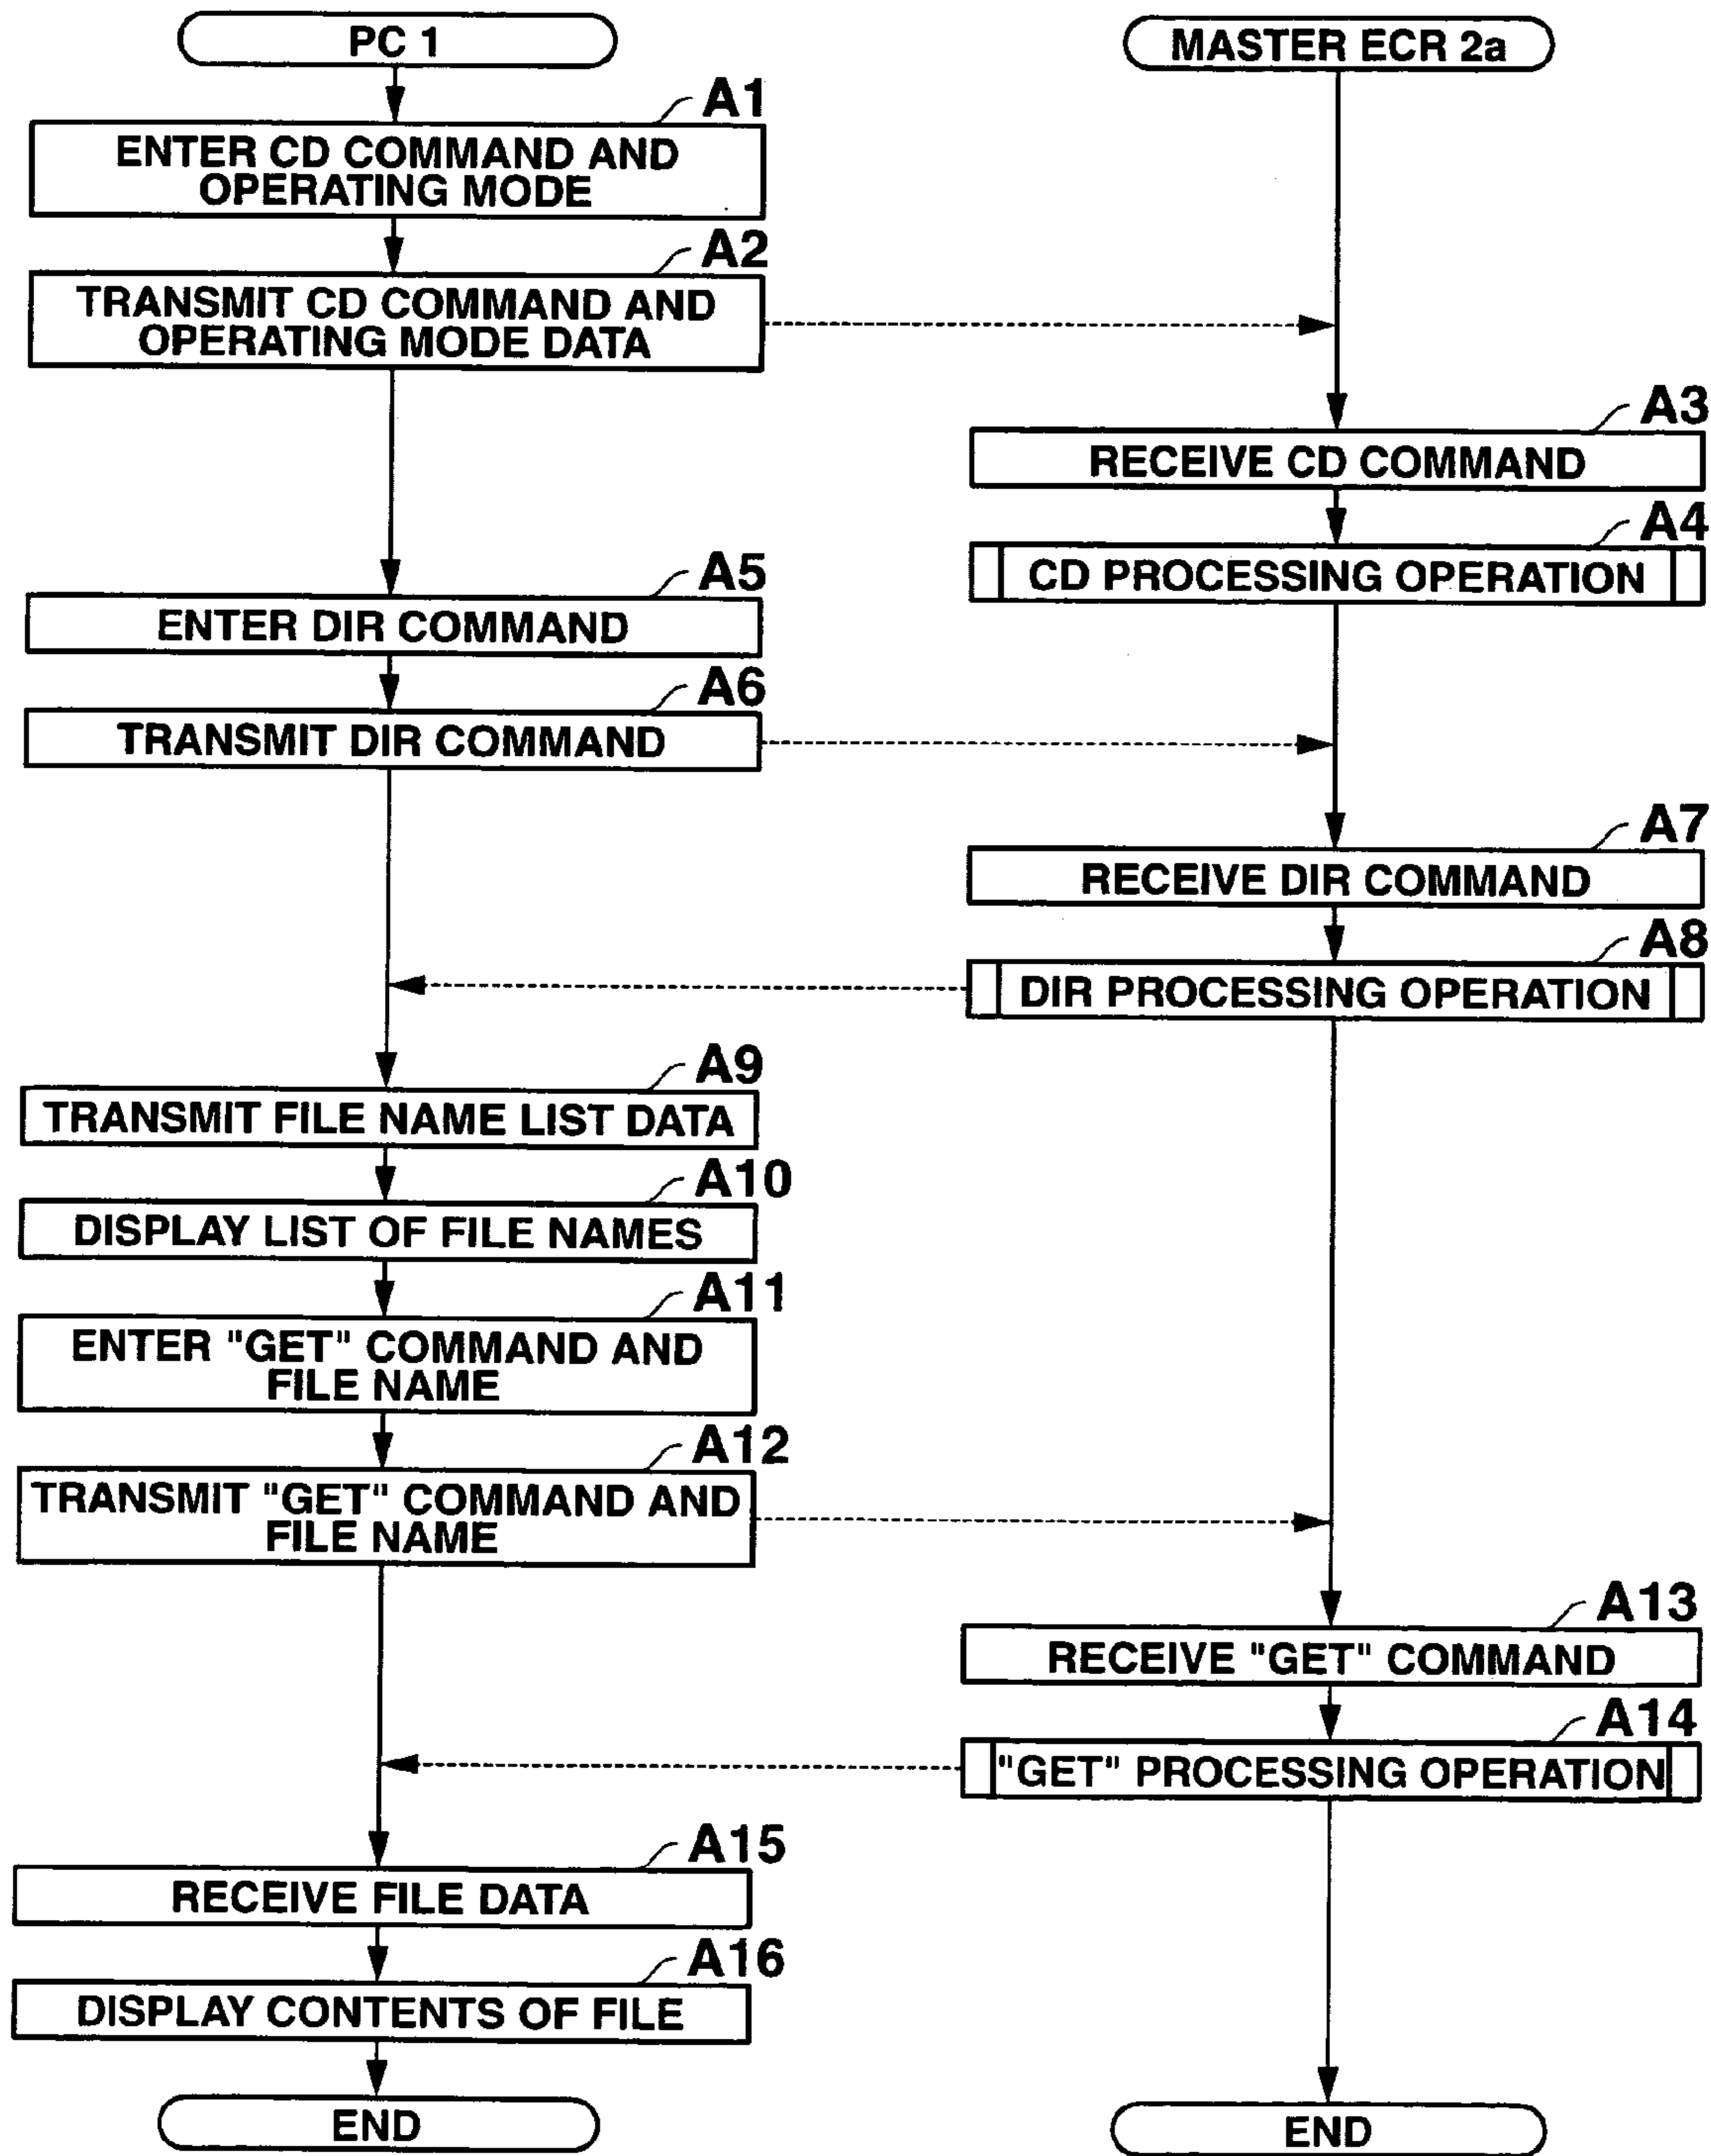 PC 1
MASTER ECR 2a
A1
ENTER CD COMMAND AND
OPERATING MODE
A2
TRANSMIT CD COMMAND AND
OPERATING MODE DATA
A3
RECEIVE CD COMMAND
A4
CD PROCESSING OPERATION
A5
ENTER DIR COMMAND
A6
TRANSMIT DIR COMMAND
A7
RECEIVE DIR COMMAND
A8
DIR PROCESSING OPERATION
A9
TRANSMIT FILE NAME LIST DATA
A10
DISPLAY LIST OF FILE NAMES
A11
ENTER "GET" COMMAND AND
FILE NAME
A12
TRANSMIT "GET" COMMAND AND
FILE NAME
A13
RECEIVE "GET" COMMAND
A14
"GET" PROCESSING OPERATION
A15
RECEIVE FILE DATA
A16
DISPLAY CONTENTS OF FILE
END
END